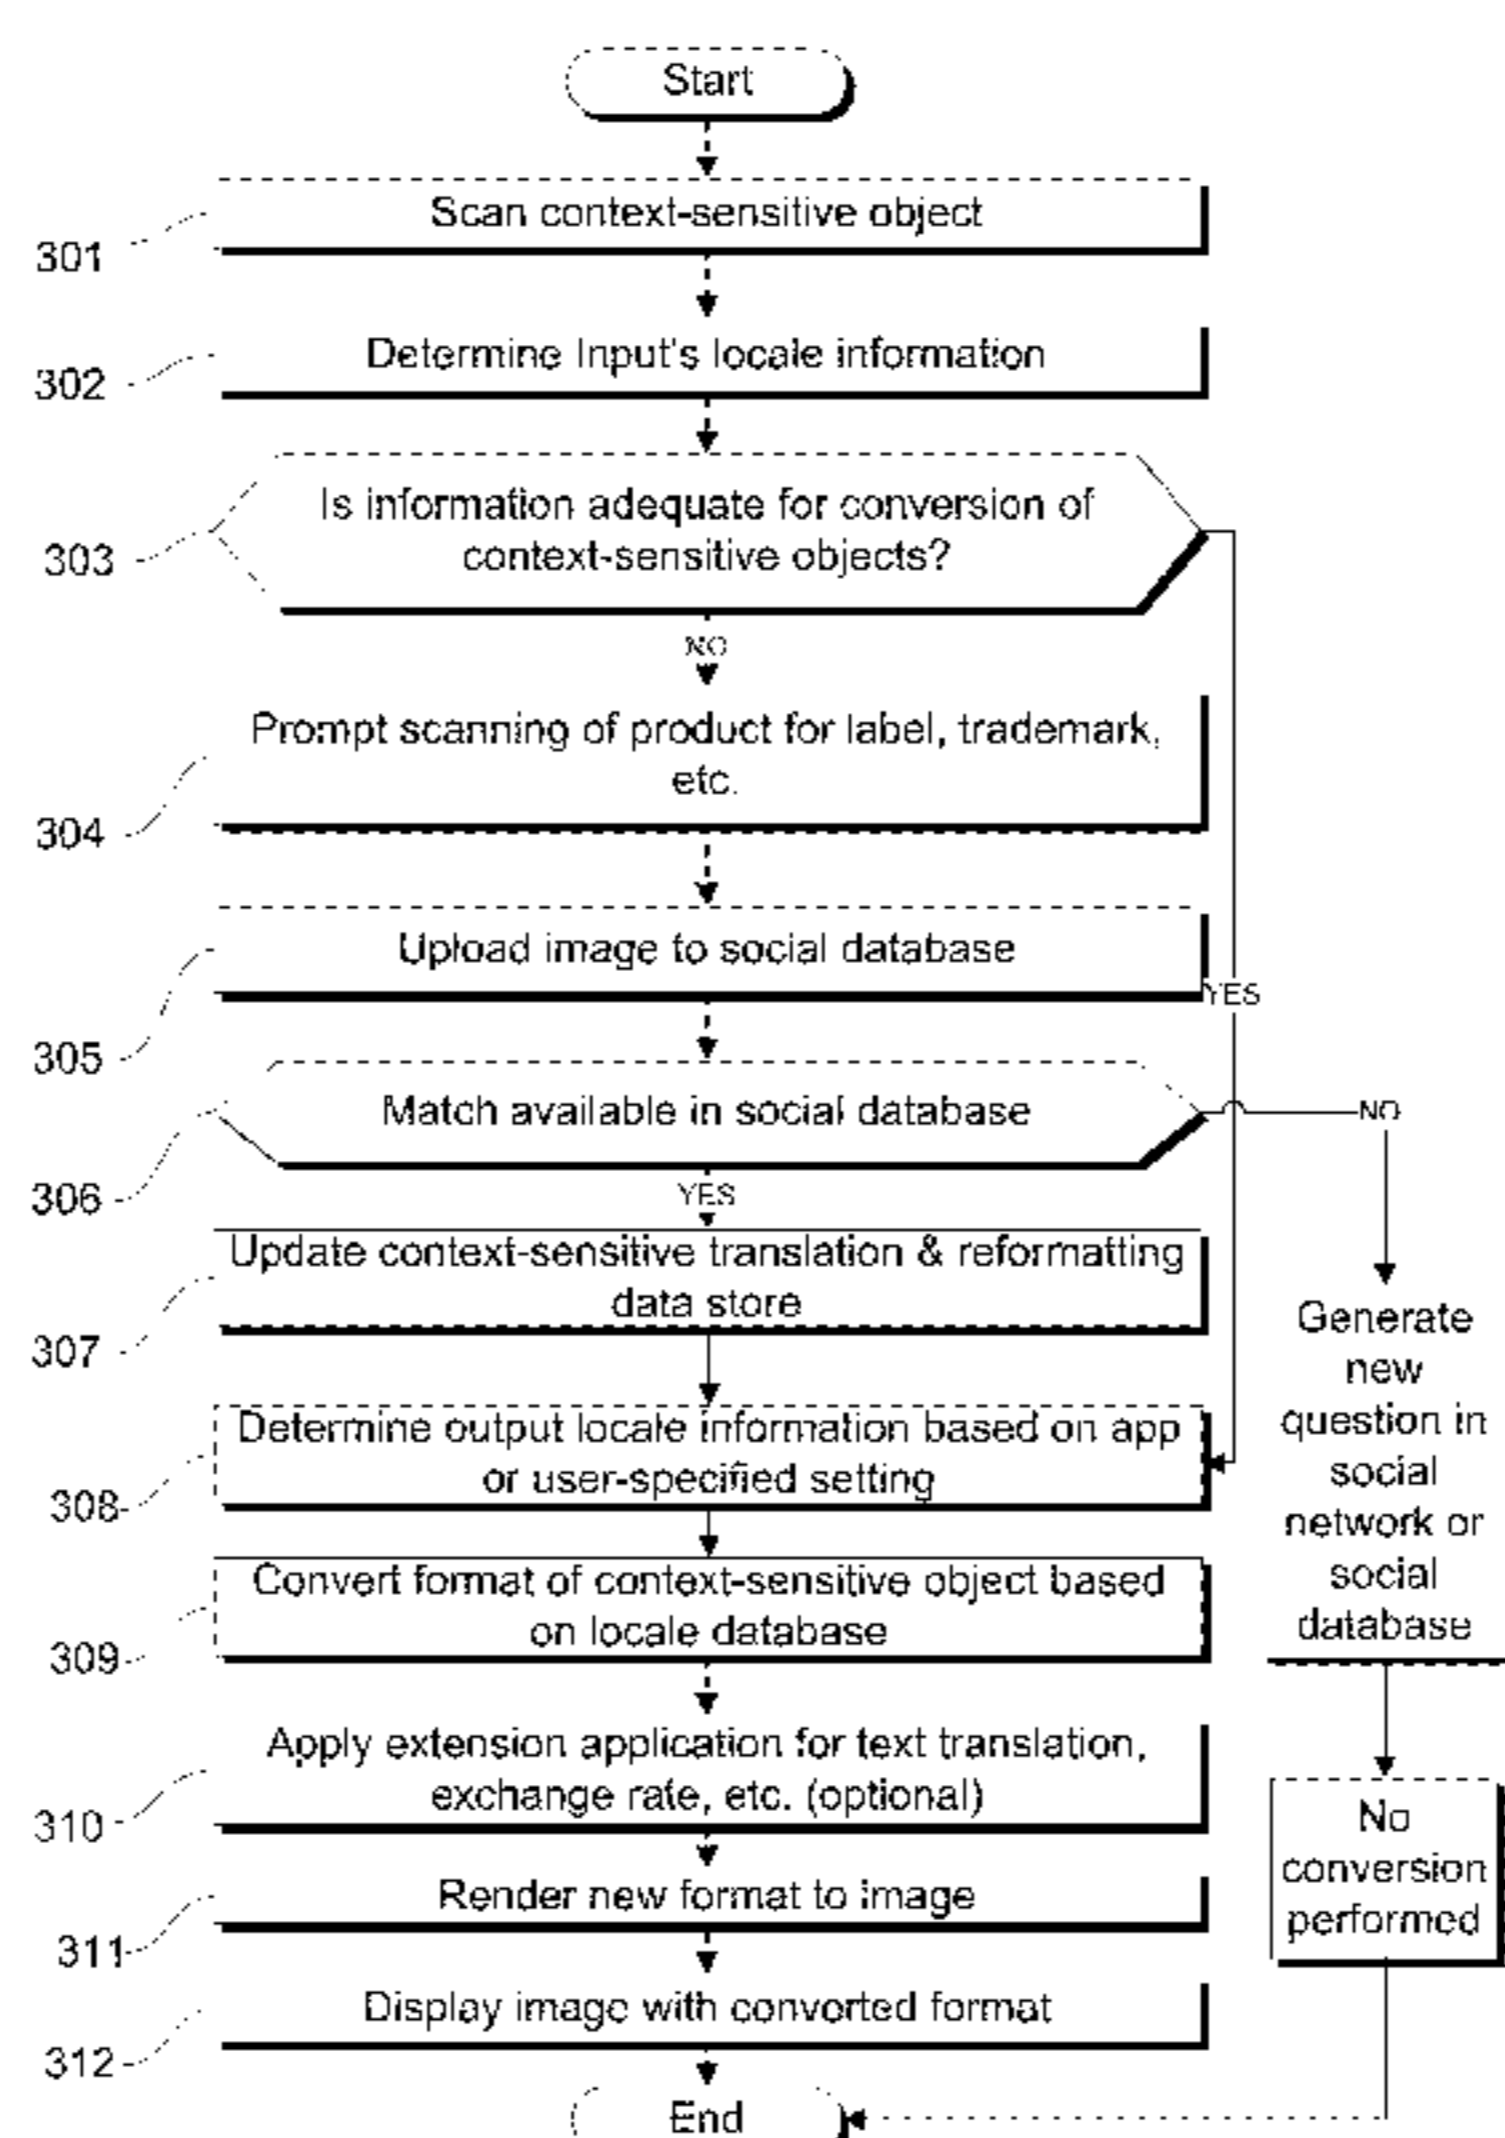 Start
Scan context-sensitive object
301
Determine Input's locale information
302
Is information adequate for conversion of
context-sensitive objects?
303
NO
Prompt scanning of product for label, trademark,
etc.
304
Upload image to social database
YES
305
Match available in social database
NO
306
YES
Update context-sensitive translation & reformatting
data store
307
Generate
new
question in
social
network or
social
database
Determine output locale information based on app
or user-specified setting
308
Convert format of context-sensitive object based
on locale database
309
Apply extension application for text translation,
exchange rate, etc. (optional)
310
No
conversion
performed
Render new format to image
311
Display image with converted format
312
End